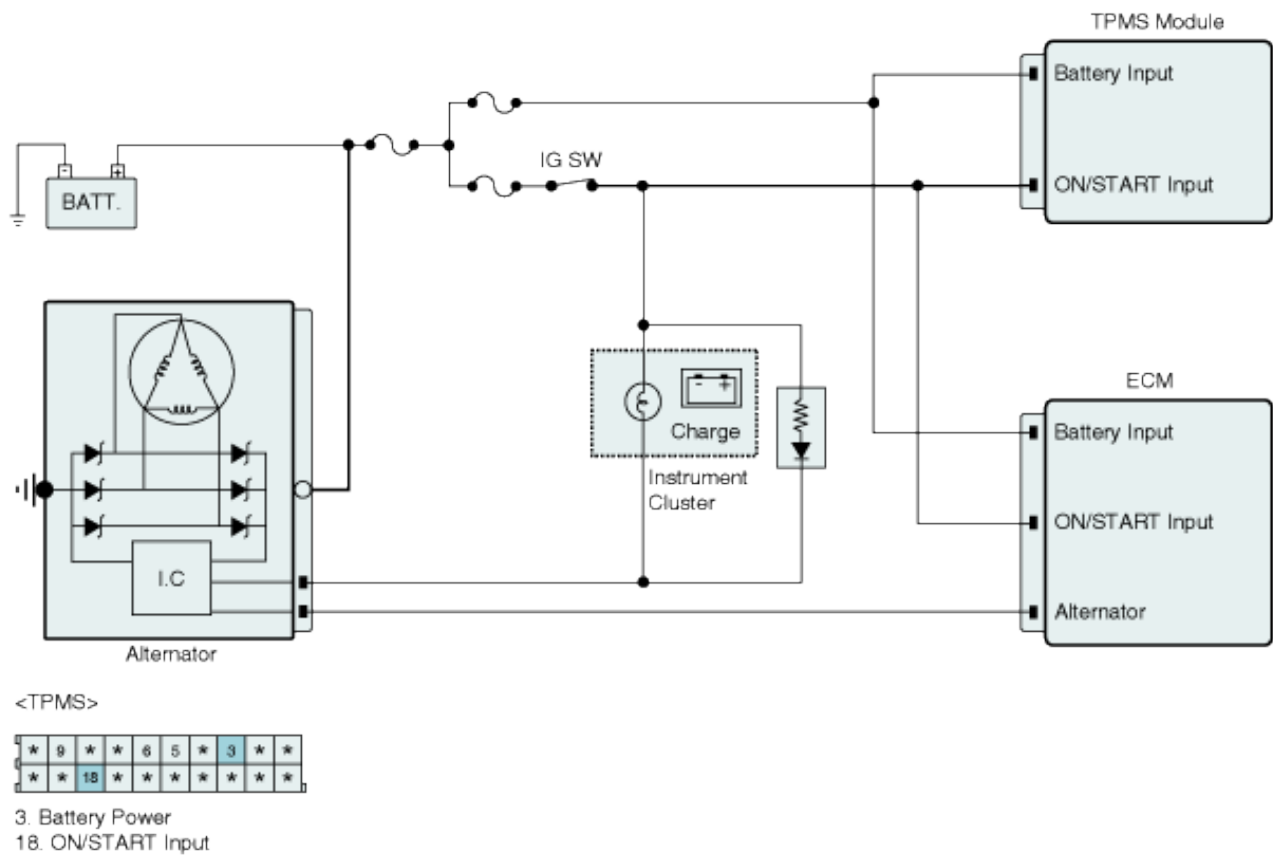 TPMS Module
Battery Input
IG SW
ON/START Input
- +
BATT.
ECM
Battery Input
- +
Charge
Instrument
Cluster
ON/START Input
I.C
Alternator
Alternator
<TPMS>
* 9 * * 6 5 * 3 * *
* * 18 * * * * * * *
3. Battery Power
18. ON/START Input